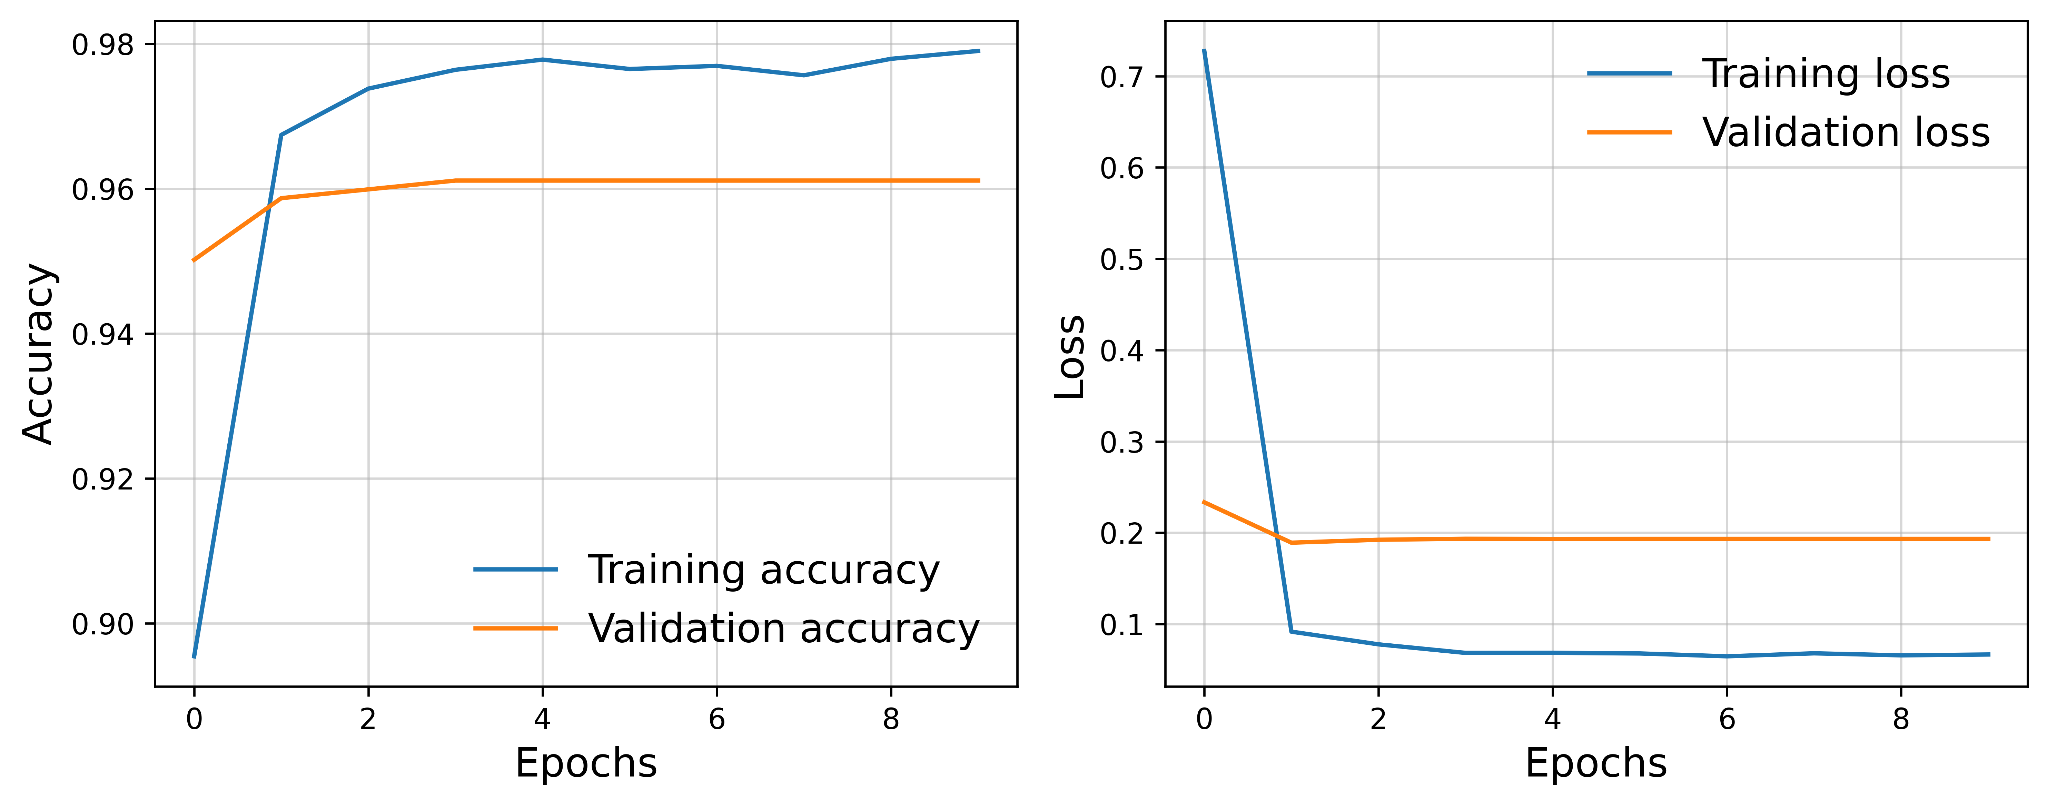 0.98
0.96
0.94
0.92
0.90
Accuracy
Training accuracy
Validation accuracy
0 2 4 6 8
Epochs
0.7
0.6
0.5
0.4
0.3
0.2
0.1
Loss
Training loss
Validation loss
0 2 4 6 8
Epochs